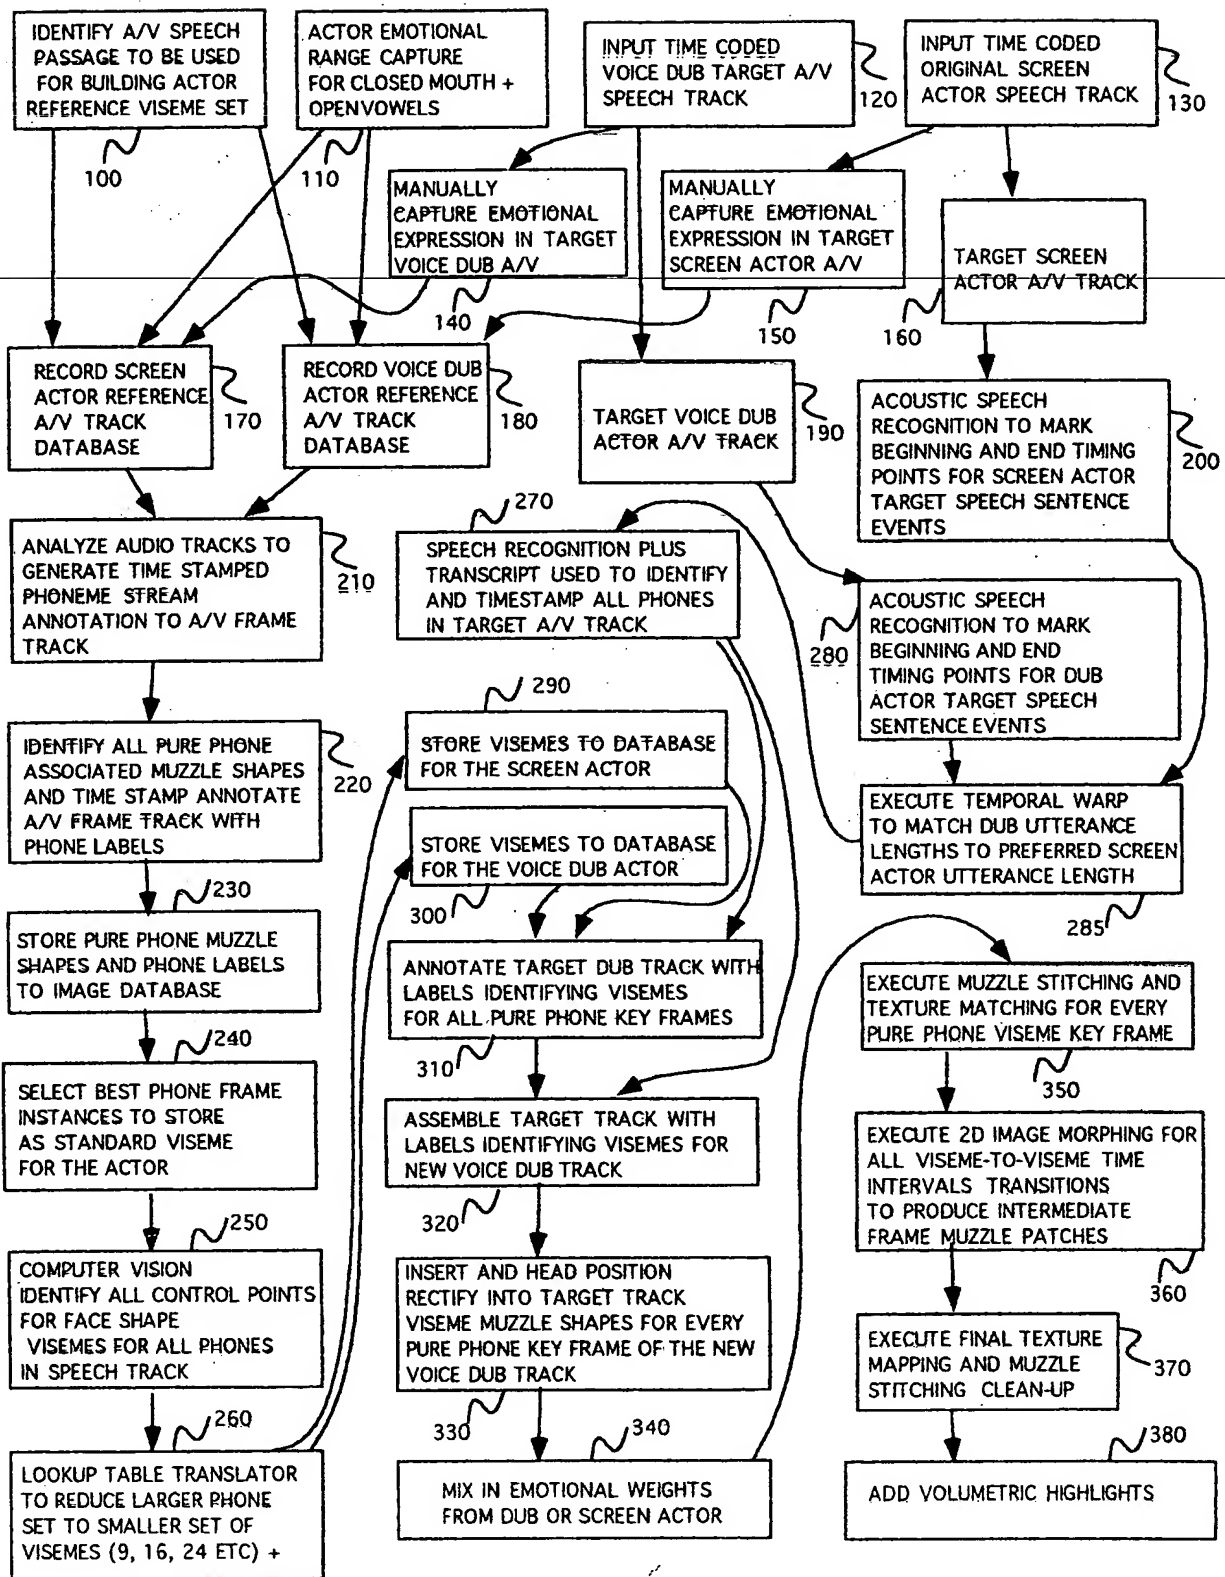 IDENTIFY A/V SPEECH
PASSAGE TO BE USED
FOR BUILDING ACTOR
REFERENCE VISEME SET
100
ACTOR EMOTIONAL
RANGE CAPTURE
FOR CLOSED MOUTH +
OPENVOWELS
110
INPUT TIME CODED
VOICE DUB TARGET A/V
SPEECH TRACK
120
INPUT TIME CODED
ORIGINAL SCREEN
ACTOR SPEECH TRACK
130
MANUALLY
CAPTURE EMOTIONAL
EXPRESSION IN TARGET
VOICE DUB A/V
140
MANUALLY
CAPTURE EMOTIONAL
EXPRESSION IN TARGET
SCREEN ACTOR A/V
150
TARGET SCREEN
ACTOR A/V TRACK
160
RECORD SCREEN
ACTOR REFERENCE
A/V TRACK
DATABASE
170
RECORD VOICE DUB
ACTOR REFERENCE
A/V TRACK
DATABASE
180
TARGET VOICE DUB
ACTOR A/V TRACK
190
ACOUSTIC SPEECH
RECOGNITION TO MARK
BEGINNING AND END TIMING
POINTS FOR SCREEN ACTOR
TARGET SPEECH SENTENCE
EVENTS
200
ANALYZE AUDIO TRACKS TO
GENERATE TIME STAMPED
PHONEME STREAM
ANNOTATION TO A/V FRAME
TRACK
210
270
SPEECH RECOGNITION PLUS
TRANSCRIPT USED TO IDENTIFY
AND TIMESTAMP ALL PHONES
IN TARGET A/V TRACK
ACOUSTIC SPEECH
RECOGNITION TO MARK
BEGINNING AND END
TIMING POINTS FOR DUB
ACTOR TARGET SPEECH
SENTENCE EVENTS
280
IDENTIFY ALL PURE PHONE
ASSOCIATED MUZZLE SHAPES
AND TIME STAMP ANNOTATE
A/V FRAME TRACK WITH
PHONE LABELS
220
290
STORE VISEMES TO DATABASE
FOR THE SCREEN ACTOR
STORE VISEMES TO DATABASE
FOR THE VOICE DUB ACTOR
300
EXECUTE TEMPORAL WARP
TO MATCH DUB UTTERANCE
LENGTHS TO PREFERRED SCREEN
ACTOR UTTERANCE LENGTH
285
230
STORE PURE PHONE MUZZLE
SHAPES AND PHONE LABELS
TO IMAGE DATABASE
ANNOTATE TARGET DUB TRACK WITH
LABELS IDENTIFYING VISEMES
FOR ALL PURE PHONE KEY FRAMES
310
EXECUTE MUZZLE STITCHING AND
TEXTURE MATCHING FOR EVERY
PURE PHONE VISEME KEY FRAME
350
240
SELECT BEST PHONE FRAME
INSTANCES TO STORE
AS STANDARD VISEME
FOR THE ACTOR
ASSEMBLE TARGET TRACK WITH
LABELS IDENTIFYING VISEMES FOR
NEW VOICE DUB TRACK
320
EXECUTE 2D IMAGE MORPHING FOR
ALL VISEME-TO-VISEME TIME
INTERVALS TRANSITIONS
TO PRODUCE INTERMEDIATE
FRAME MUZZLE PATCHES
360
250
COMPUTER VISION
IDENTIFY ALL CONTROL POINTS
FOR FACE SHAPE
VISEMES FOR ALL PHONES
IN SPEECH TRACK
INSERT AND HEAD POSITION
RECTIFY INTO TARGET TRACK
VISEME MUZZLE SHAPES FOR EVERY
PURE PHONE KEY FRAME OF THE NEW
VOICE DUB TRACK
330
EXECUTE FINAL TEXTURE
MAPPING AND MUZZLE
STITCHING CLEAN-UP
370
260
LOOKUP TABLE TRANSLATOR
TO REDUCE LARGER PHONE
SET TO SMALLER SET OF
VISEMES (9, 16, 24 ETC) +
340
MIX IN EMOTIONAL WEIGHTS
FROM DUB OR SCREEN ACTOR
380
ADD VOLUMETRIC HIGHLIGHTS